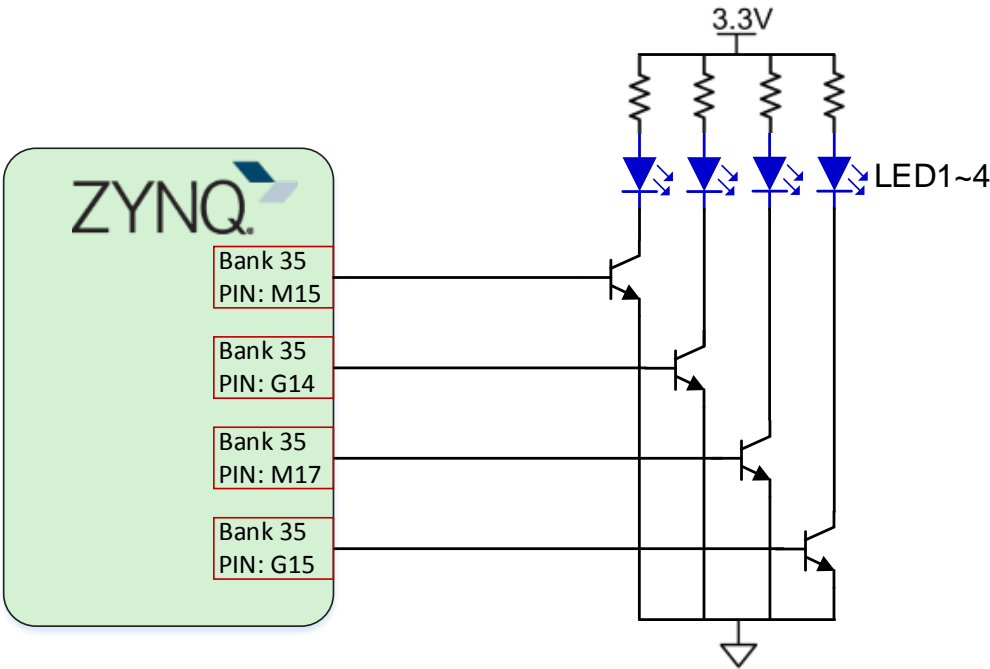 3.3V
LED1~4
ZYNQ.
Bank 35
PIN: M15
Bank 35
PIN: G14
Bank 35
PIN: M17
Bank 35
PIN: G15